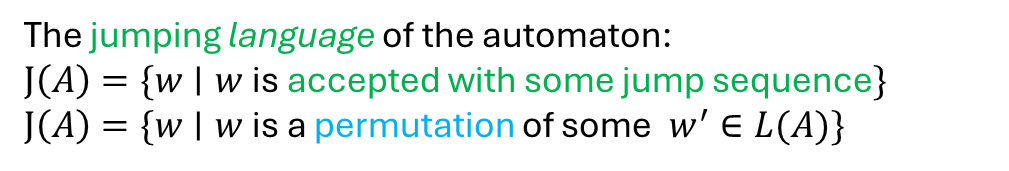 The jumping language of the automaton:
J(A) = {w | w is accepted with some jump sequence}
J(A) = {w | w is a permutation of some w′ ∈ L(A)}